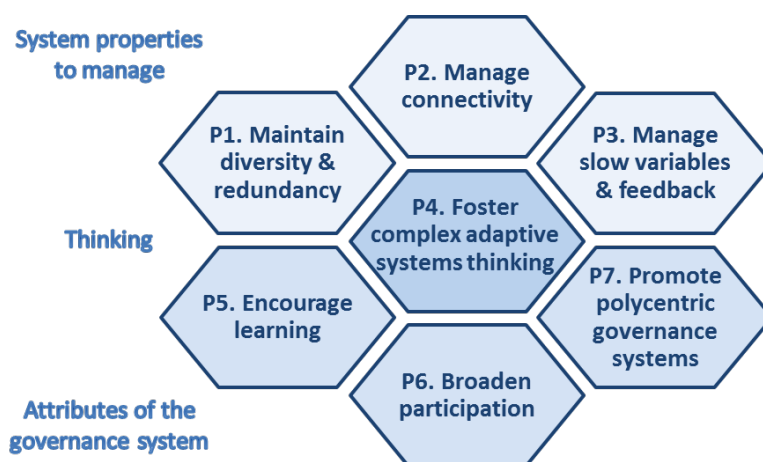 System properties
to manage
P2. Manage
connectivity
P1. Maintain
diversity &
redundancy
P3. Manage
slow variables
& feedback
Thinking
P4. Foster
complex adaptive
systems thinking
P5. Encourage
learning
P7. Promote
polycentric
governance
systems
P6. Broaden
participation
Attributes of the
governance system